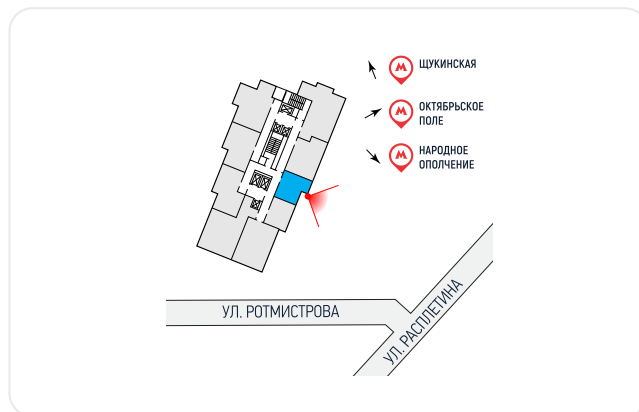 ЩУКИНСКАЯ
ОКТЯБРЬСКОЕ
ПОЛЕ
НАРОДНОЕ
ОПОЛЧЕНИЕ
УЛ. РОТМИСТРОВА
УЛ. РАСПЛЕТИНА